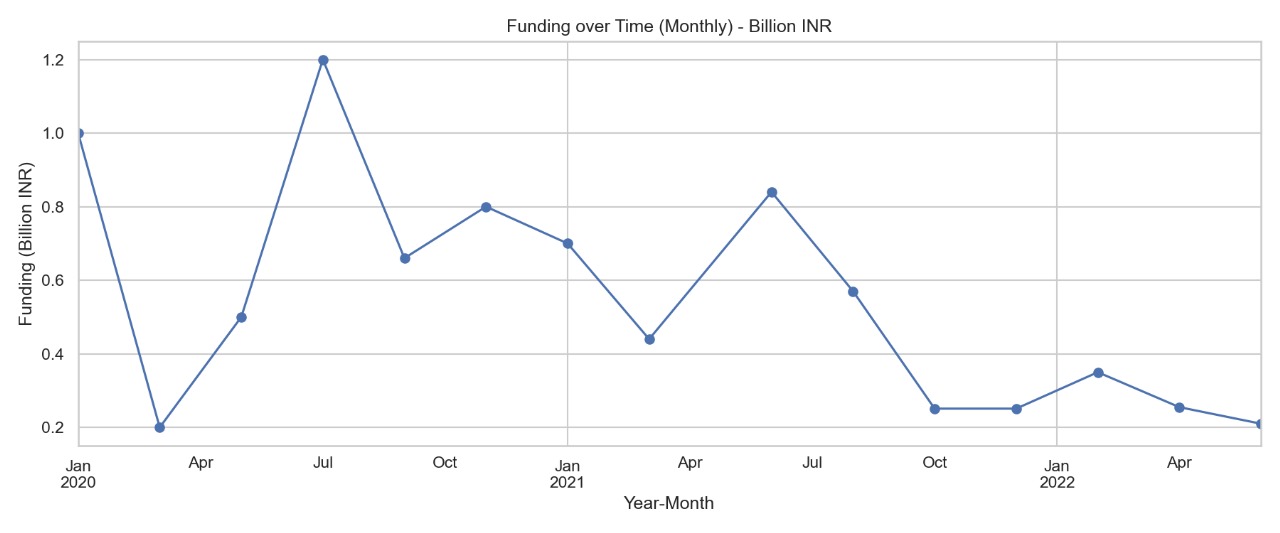 Funding over Time (Monthly) - Billion INR
Funding (Billion INR)
1.2
1.0
0.8
0.6
0.4
0.2
Jan
2020
Apr
Jul
Oct
Jan
2021
Apr
Jul
Oct
Jan
2022
Apr
Year-Month